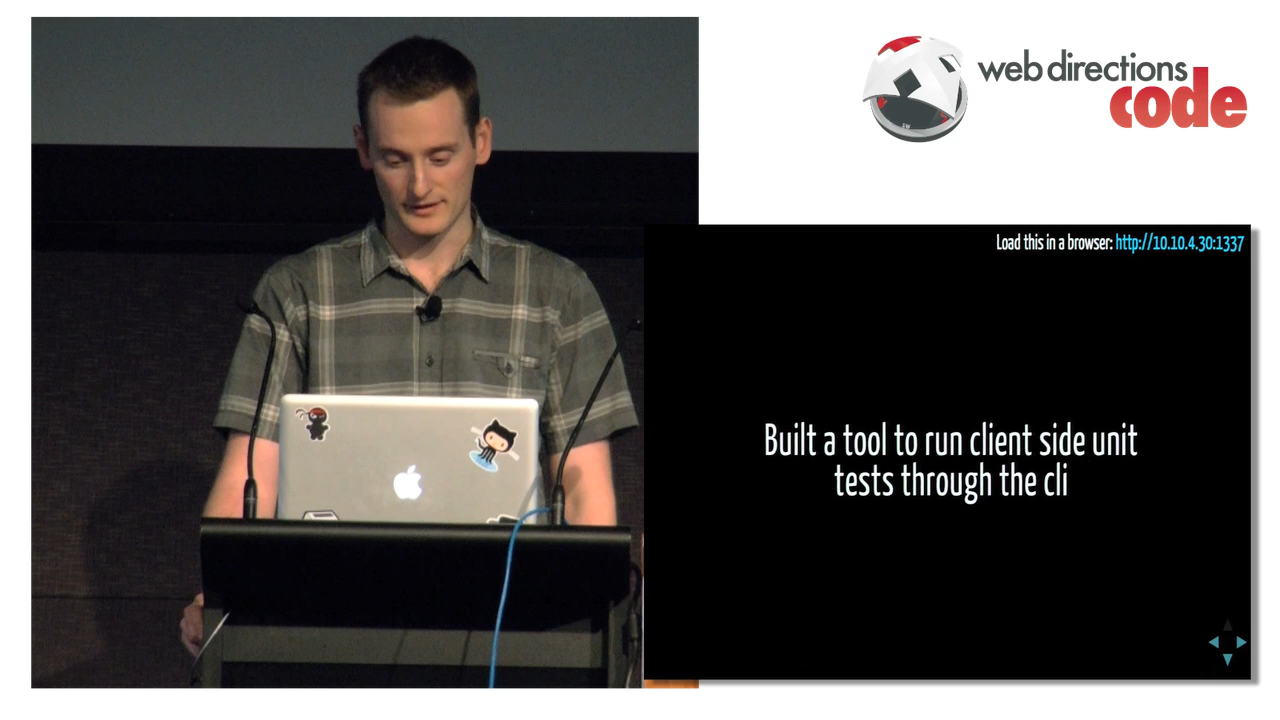 web directions
code
SW
Load this in a browser: http://10.10.4.30:1337
Built a tool to run client side unit
tests through the cli